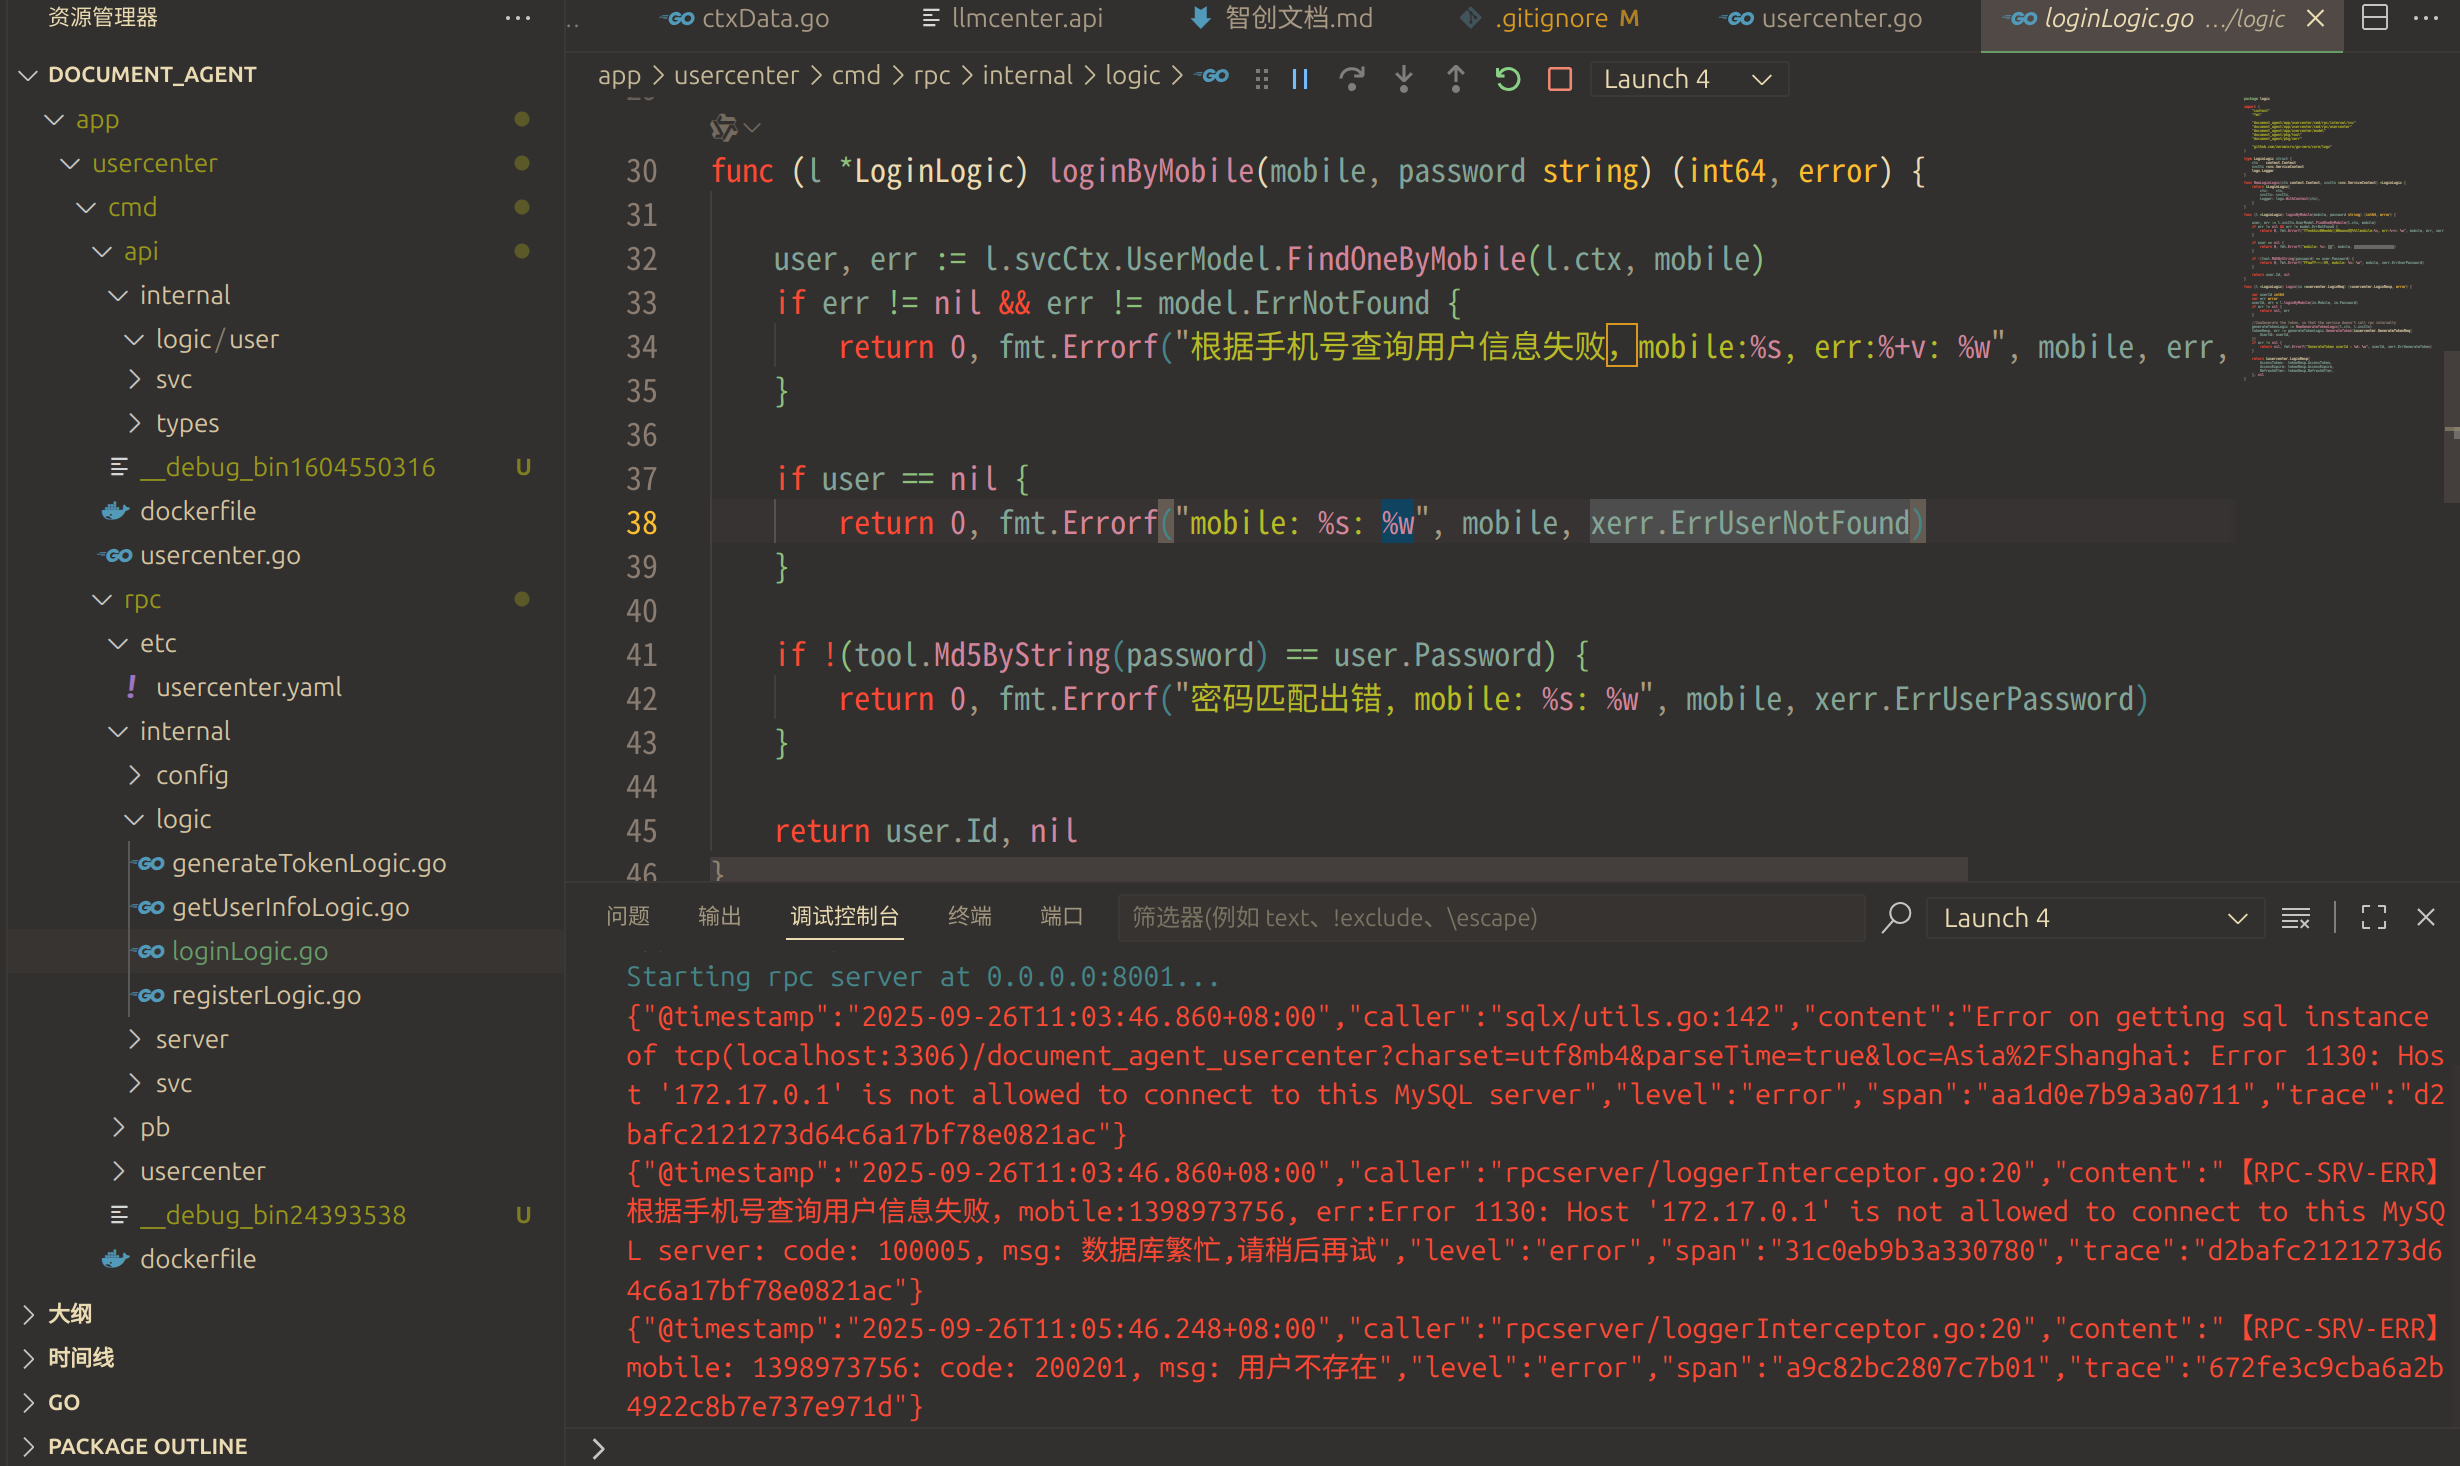 资源管理器
DOCUMENT_AGENT
app
usercenter
cmd
api
internal
logic/user
svc
types
__debug_bin1604550316 U
dockerfile
usercenter.go
rpc
etc
usercenter.yaml
internal
config
logic
generateTokenLogic.go
getUserInfoLogic.go
loginLogic.go
registerLogic.go
server
svc
pb
usercenter
__debug_bin24393538 U
dockerfile
大纲
时间线
GO
PACKAGE OUTLINE
ctxData.go llmcenter.api 智创文档.md .gitignore M usercenter.go loginLogic.go .../logic
app > usercenter > cmd > rpc > internal > logic > Launch 4
30 func (l *LoginLogic) loginByMobile(mobile, password string) (int64, error) {
31
32 user, err := l.svcCtx.UserModel.FindOneByMobile(l.ctx, mobile)
33 if err != nil && err != model.ErrNotFound {
34 return 0, fmt.Errorf("根据手机号查询用户信息失败，mobile:%s, err:%+v: %w", mobile, err,
35 }
36
37 if user == nil {
38 return 0, fmt.Errorf("mobile: %s: %w", mobile, xerr.ErrUserNotFound)
39 }
40
41 if !(tool.Md5ByString(password) == user.Password) {
42 return 0, fmt.Errorf("密码匹配出错, mobile: %s: %w", mobile, xerr.ErrUserPassword)
43 }
44
45 return user.Id, nil
46 }
问题 输出 调试控制台 终端 端口 筛选器(例如 text、!exclude、\escape) Launch 4
Starting rpc server at 0.0.0.0:8001...
{"@timestamp":"2025-09-26T11:03:46.860+08:00","caller":"sqlx/utils.go:142","content":"Error on getting sql instance
of tcp(localhost:3306)/document_agent_usercenter?charset=utf8mb4&parseTime=true&loc=Asia%2FShanghai: Error 1130: Hos
t '172.17.0.1' is not allowed to connect to this MySQL server","level":"error","span":"aa1d0e7b9a3a0711","trace":"d2
bafc2121273d64c6a17bf78e0821ac"}
{"@timestamp":"2025-09-26T11:03:46.860+08:00","caller":"rpcserver/loggerInterceptor.go:20","content":"【RPC-SRV-ERR】
根据手机号查询用户信息失败，mobile:1398973756, err:Error 1130: Host '172.17.0.1' is not allowed to connect to this MySQ
L server: code: 100005, msg: 数据库繁忙,请稍后再试","level":"error","span":"31c0eb9b3a330780","trace":"d2bafc2121273d6
4c6a17bf78e0821ac"}
{"@timestamp":"2025-09-26T11:05:46.248+08:00","caller":"rpcserver/loggerInterceptor.go:20","content":"【RPC-SRV-ERR】
mobile: 1398973756: code: 200201, msg: 用户不存在","level":"error","span":"a9c82bc2807c7b01","trace":"672fe3c9cba6a2b
4922c8b7e737e971d"}